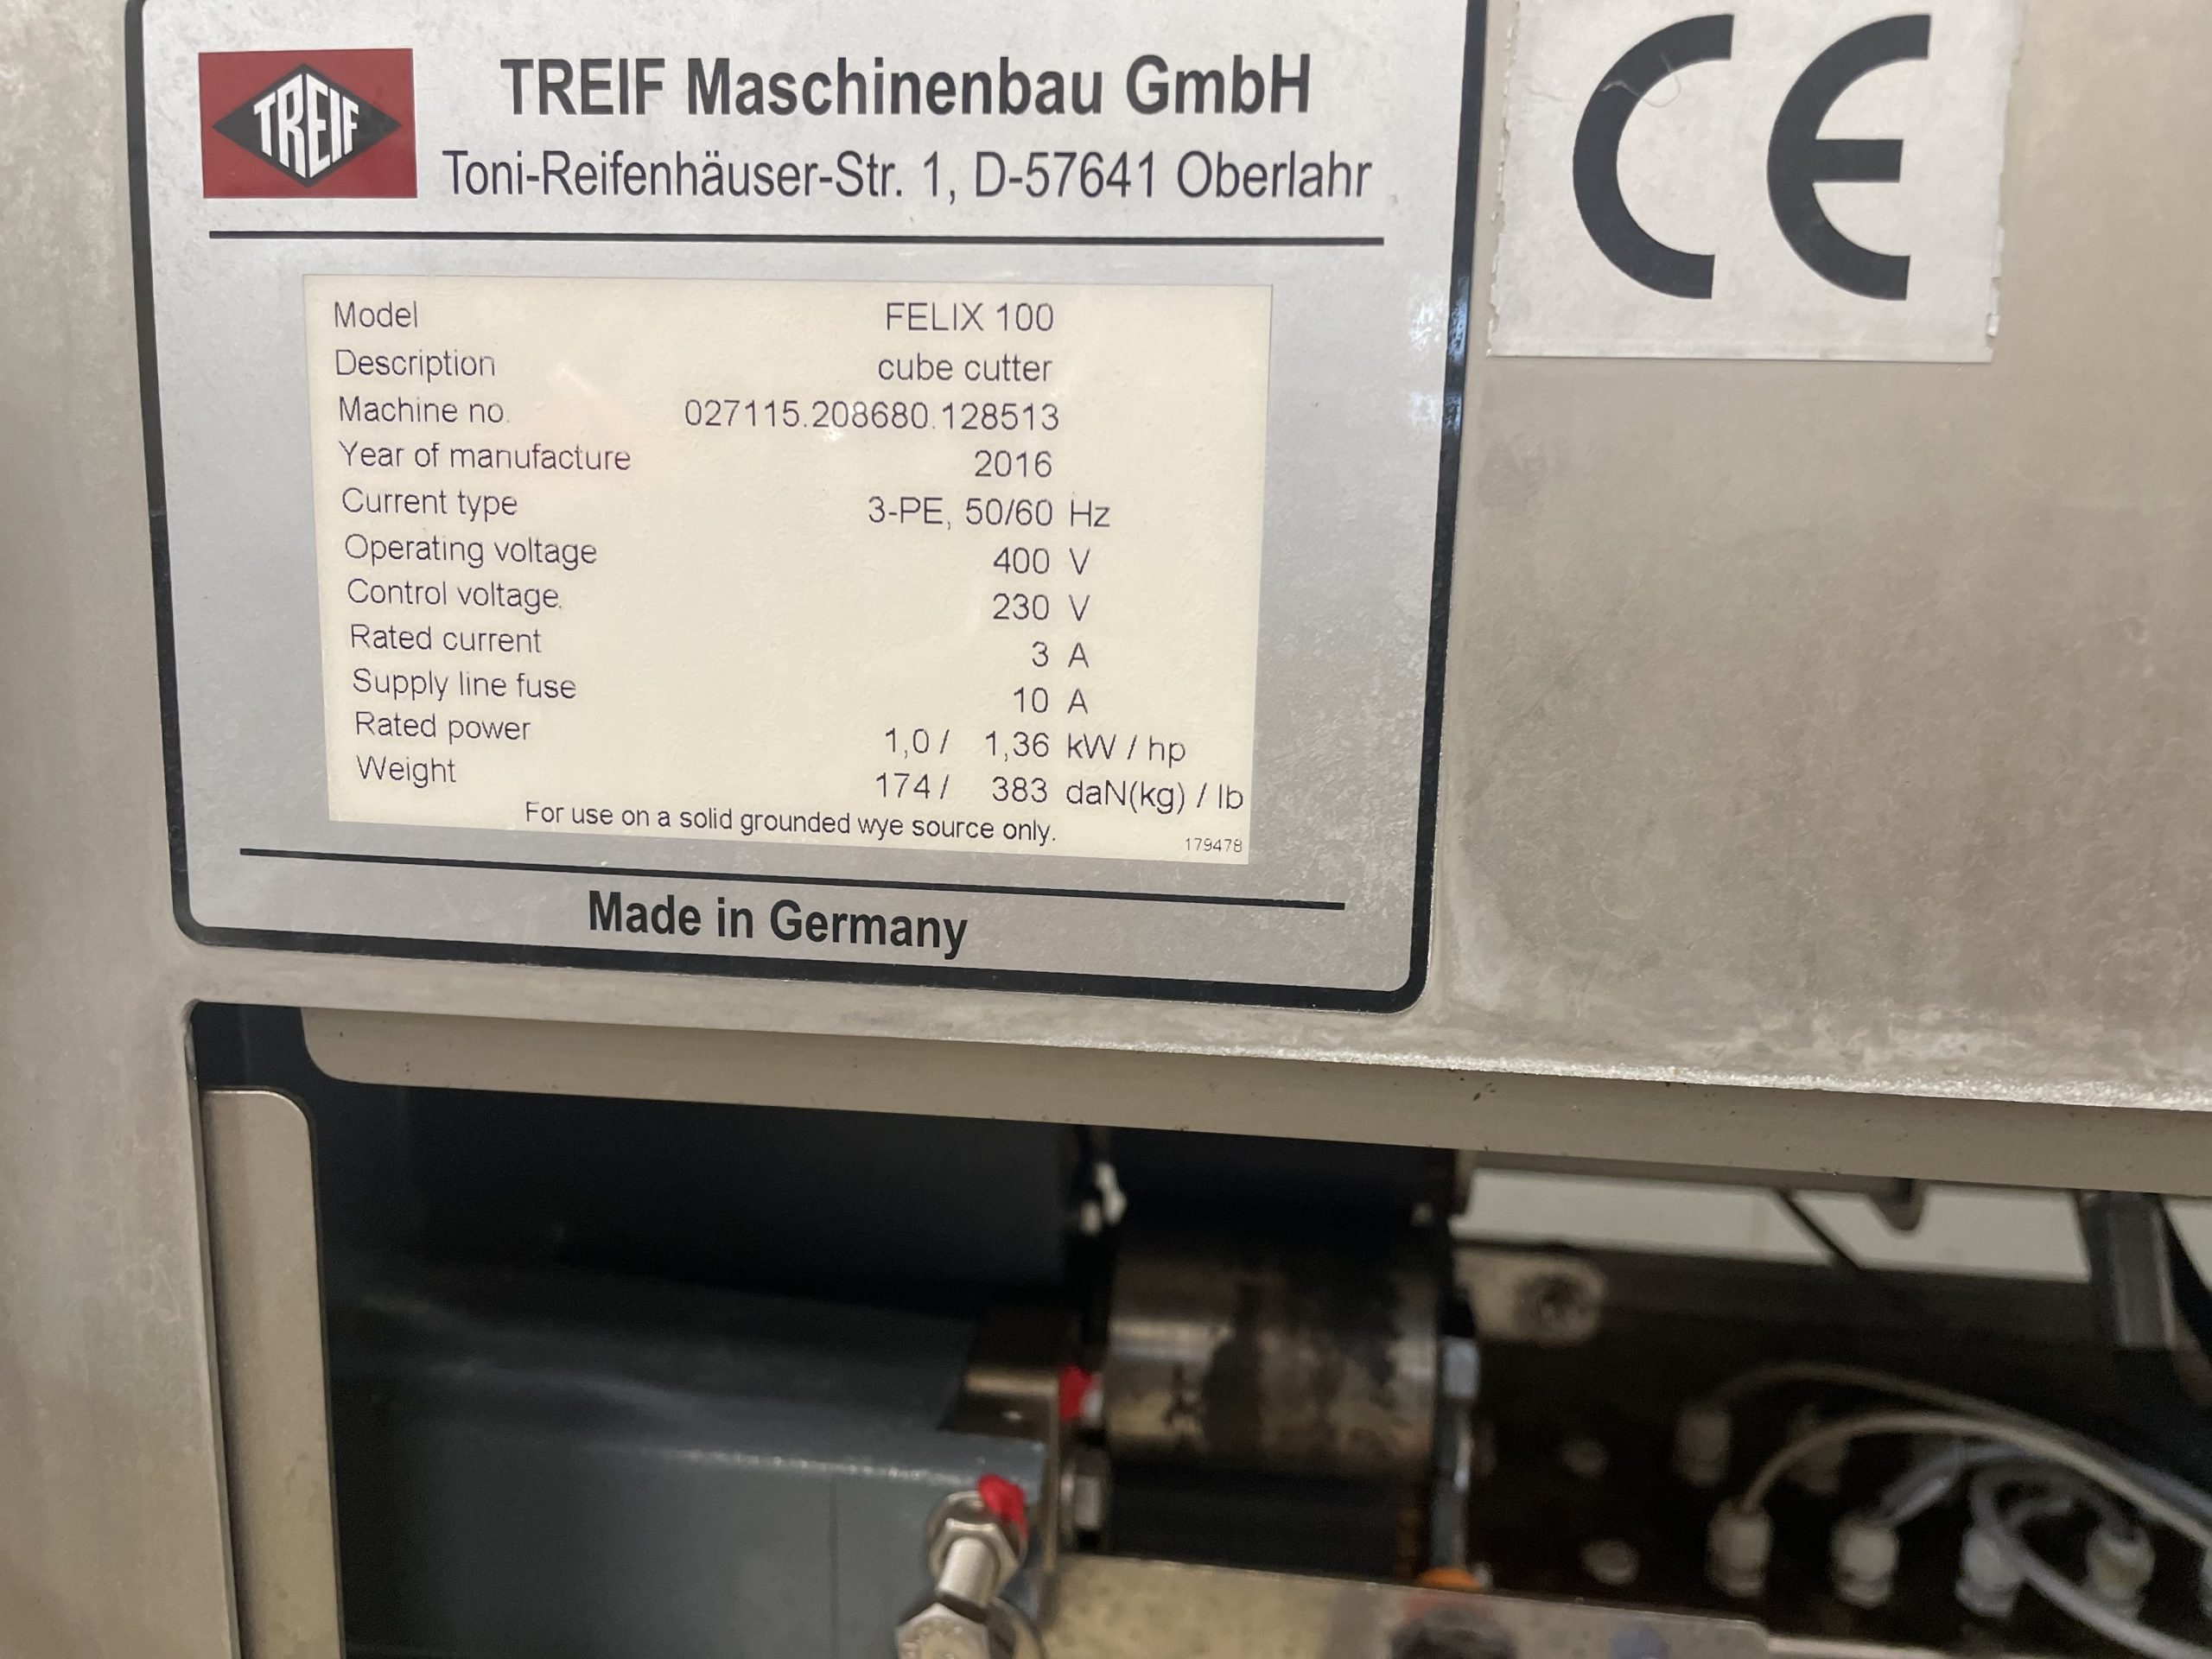 TREIF
TREIF Maschinenbau GmbH
Toni-Reifenhäuser-Str. 1, D-57641 Oberlahr
CE
Model FELIX 100
Description cube cutter
Machine no. 027115.208680.128513
Year of manufacture 2016
Current type 3-PE, 50/60 Hz
Operating voltage 400 V
Control voltage 230 V
Rated current 3 A
Supply line fuse 10 A
Rated power 1,0 / 1,36 kW / hp
Weight 174 / 383 daN(kg) / lb
For use on a solid grounded wye source only.
179478
Made in Germany